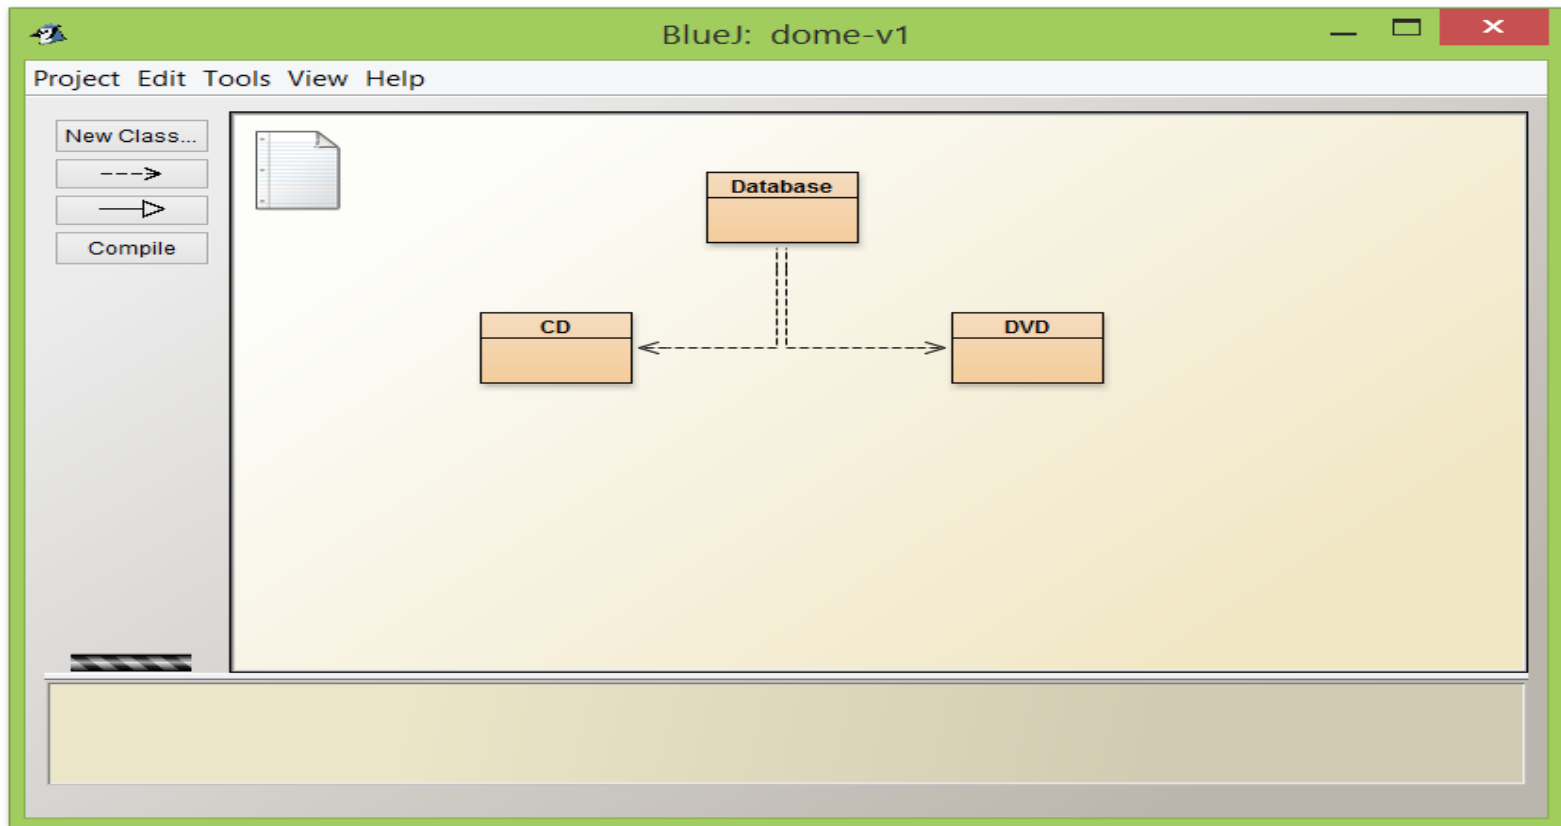 BlueJ: dome-v1
Project Edit Tools View Help
New Class...
Compile
Database
CD
DVD